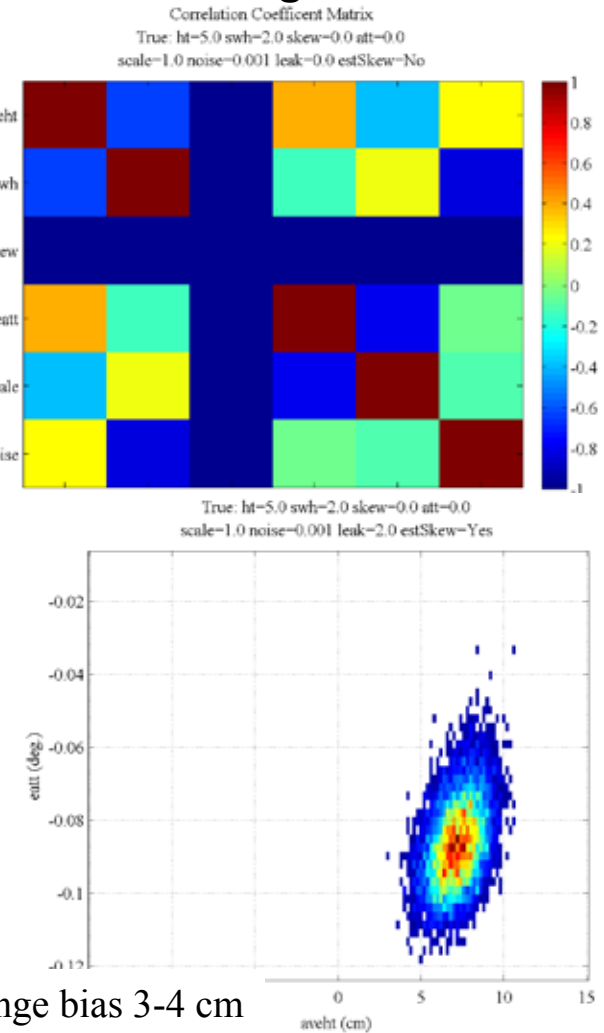 Correlation Coefficent Matrix
True: ht=5.0 swh=2.0 skew=0.0 att=0.0
scale=1.0 noise=0.001 leak=0.0 estSkew=No
1
0.8
0.6
0.4
0.2
0
-0.2
-0.4
-0.6
-0.8
-1
True: ht=5.0 swh=2.0 skew=0.0 att=0.0
scale=1.0 noise=0.001 leak=2.0 estSkew=Yes
-0.02
-0.04
-0.06
-0.08
-0.1
-0.12
eatt (deg.)
0 5 10 15
aveht (cm)
bias 3-4 cm